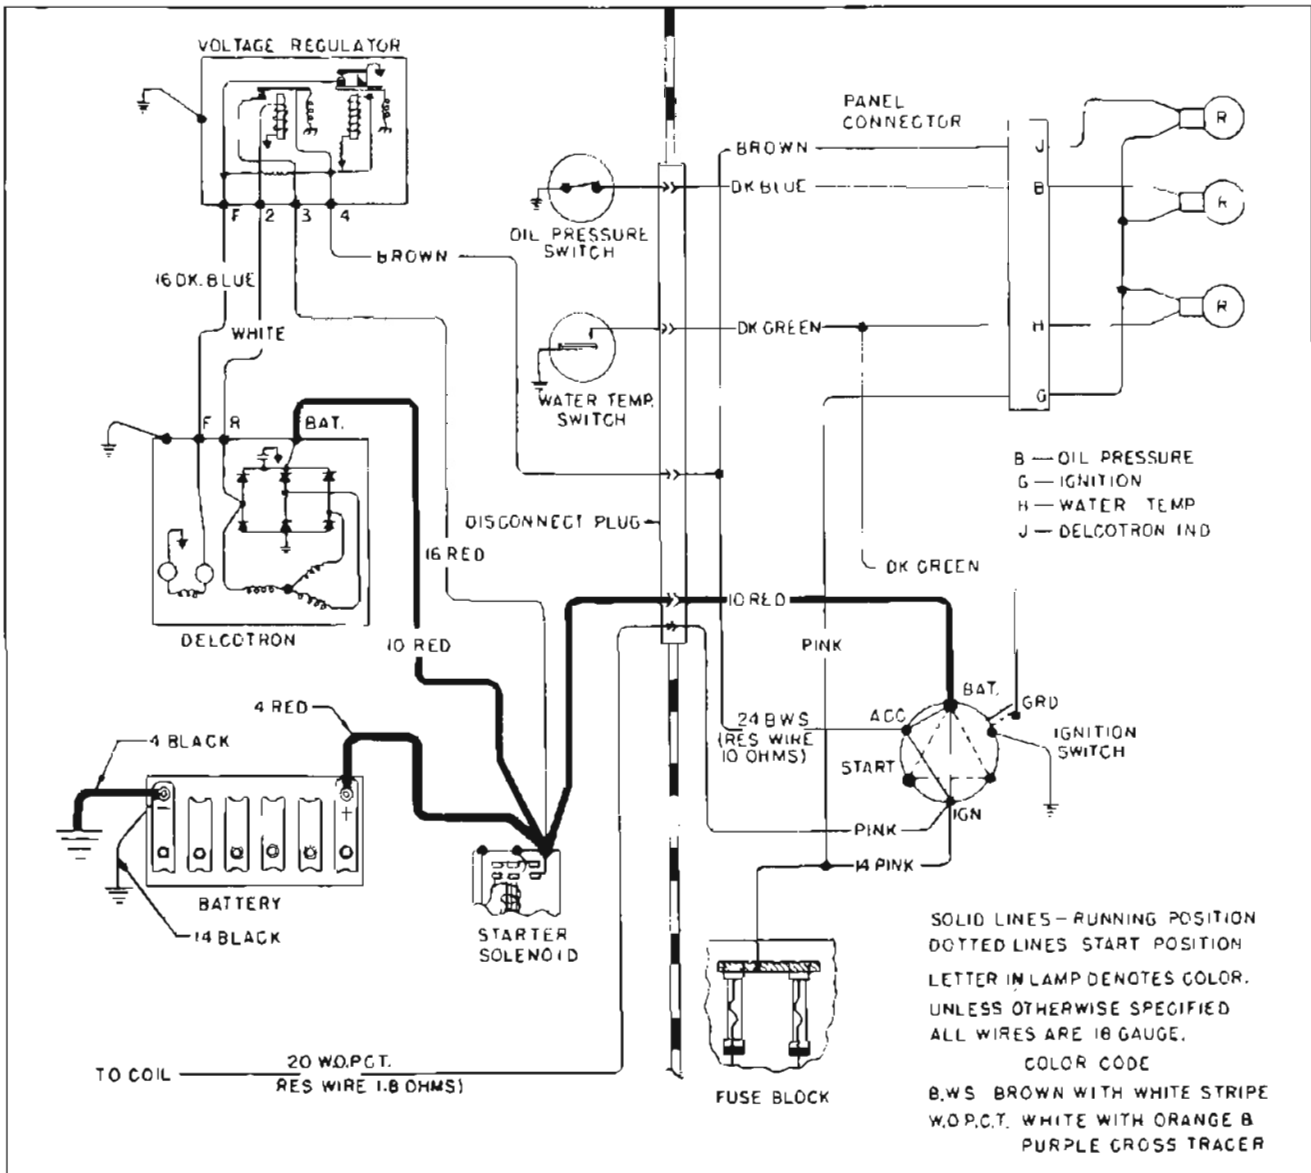 VOLTAGE REGULATOR
F 2 3 4
16 DK. BLUE
WHITE
BROWN
F R BAT.
DELCOTRON
16 RED
10 RED
4 RED
4 BLACK
− +
BATTERY
14 BLACK
STARTER
SOLENOID
TO COIL
20 W.O.P.C.T.
RES WIRE 1.8 OHMS)
OIL PRESSURE
SWITCH
WATER TEMP.
SWITCH
DISCONNECT PLUG
PANEL
CONNECTOR
BROWN
DK BLUE
DK GREEN
J
B
H
G
R
R
R
B — OIL PRESSURE
G — IGNITION
H — WATER TEMP
J — DELCOTRON IND
DK GREEN
10 RED
PINK
24 BWS
(RES WIRE
10 OHMS)
BAT.
GRD
ACC
IGNITION
SWITCH
START
IGN
PINK
14 PINK
FUSE BLOCK
SOLID LINES – RUNNING POSITION
DOTTED LINES START POSITION
LETTER IN LAMP DENOTES COLOR.
UNLESS OTHERWISE SPECIFIED
ALL WIRES ARE 18 GAUGE.
COLOR CODE
B.WS BROWN WITH WHITE STRIPE
W.O.P.C.T. WHITE WITH ORANGE &
PURPLE CROSS TRACER